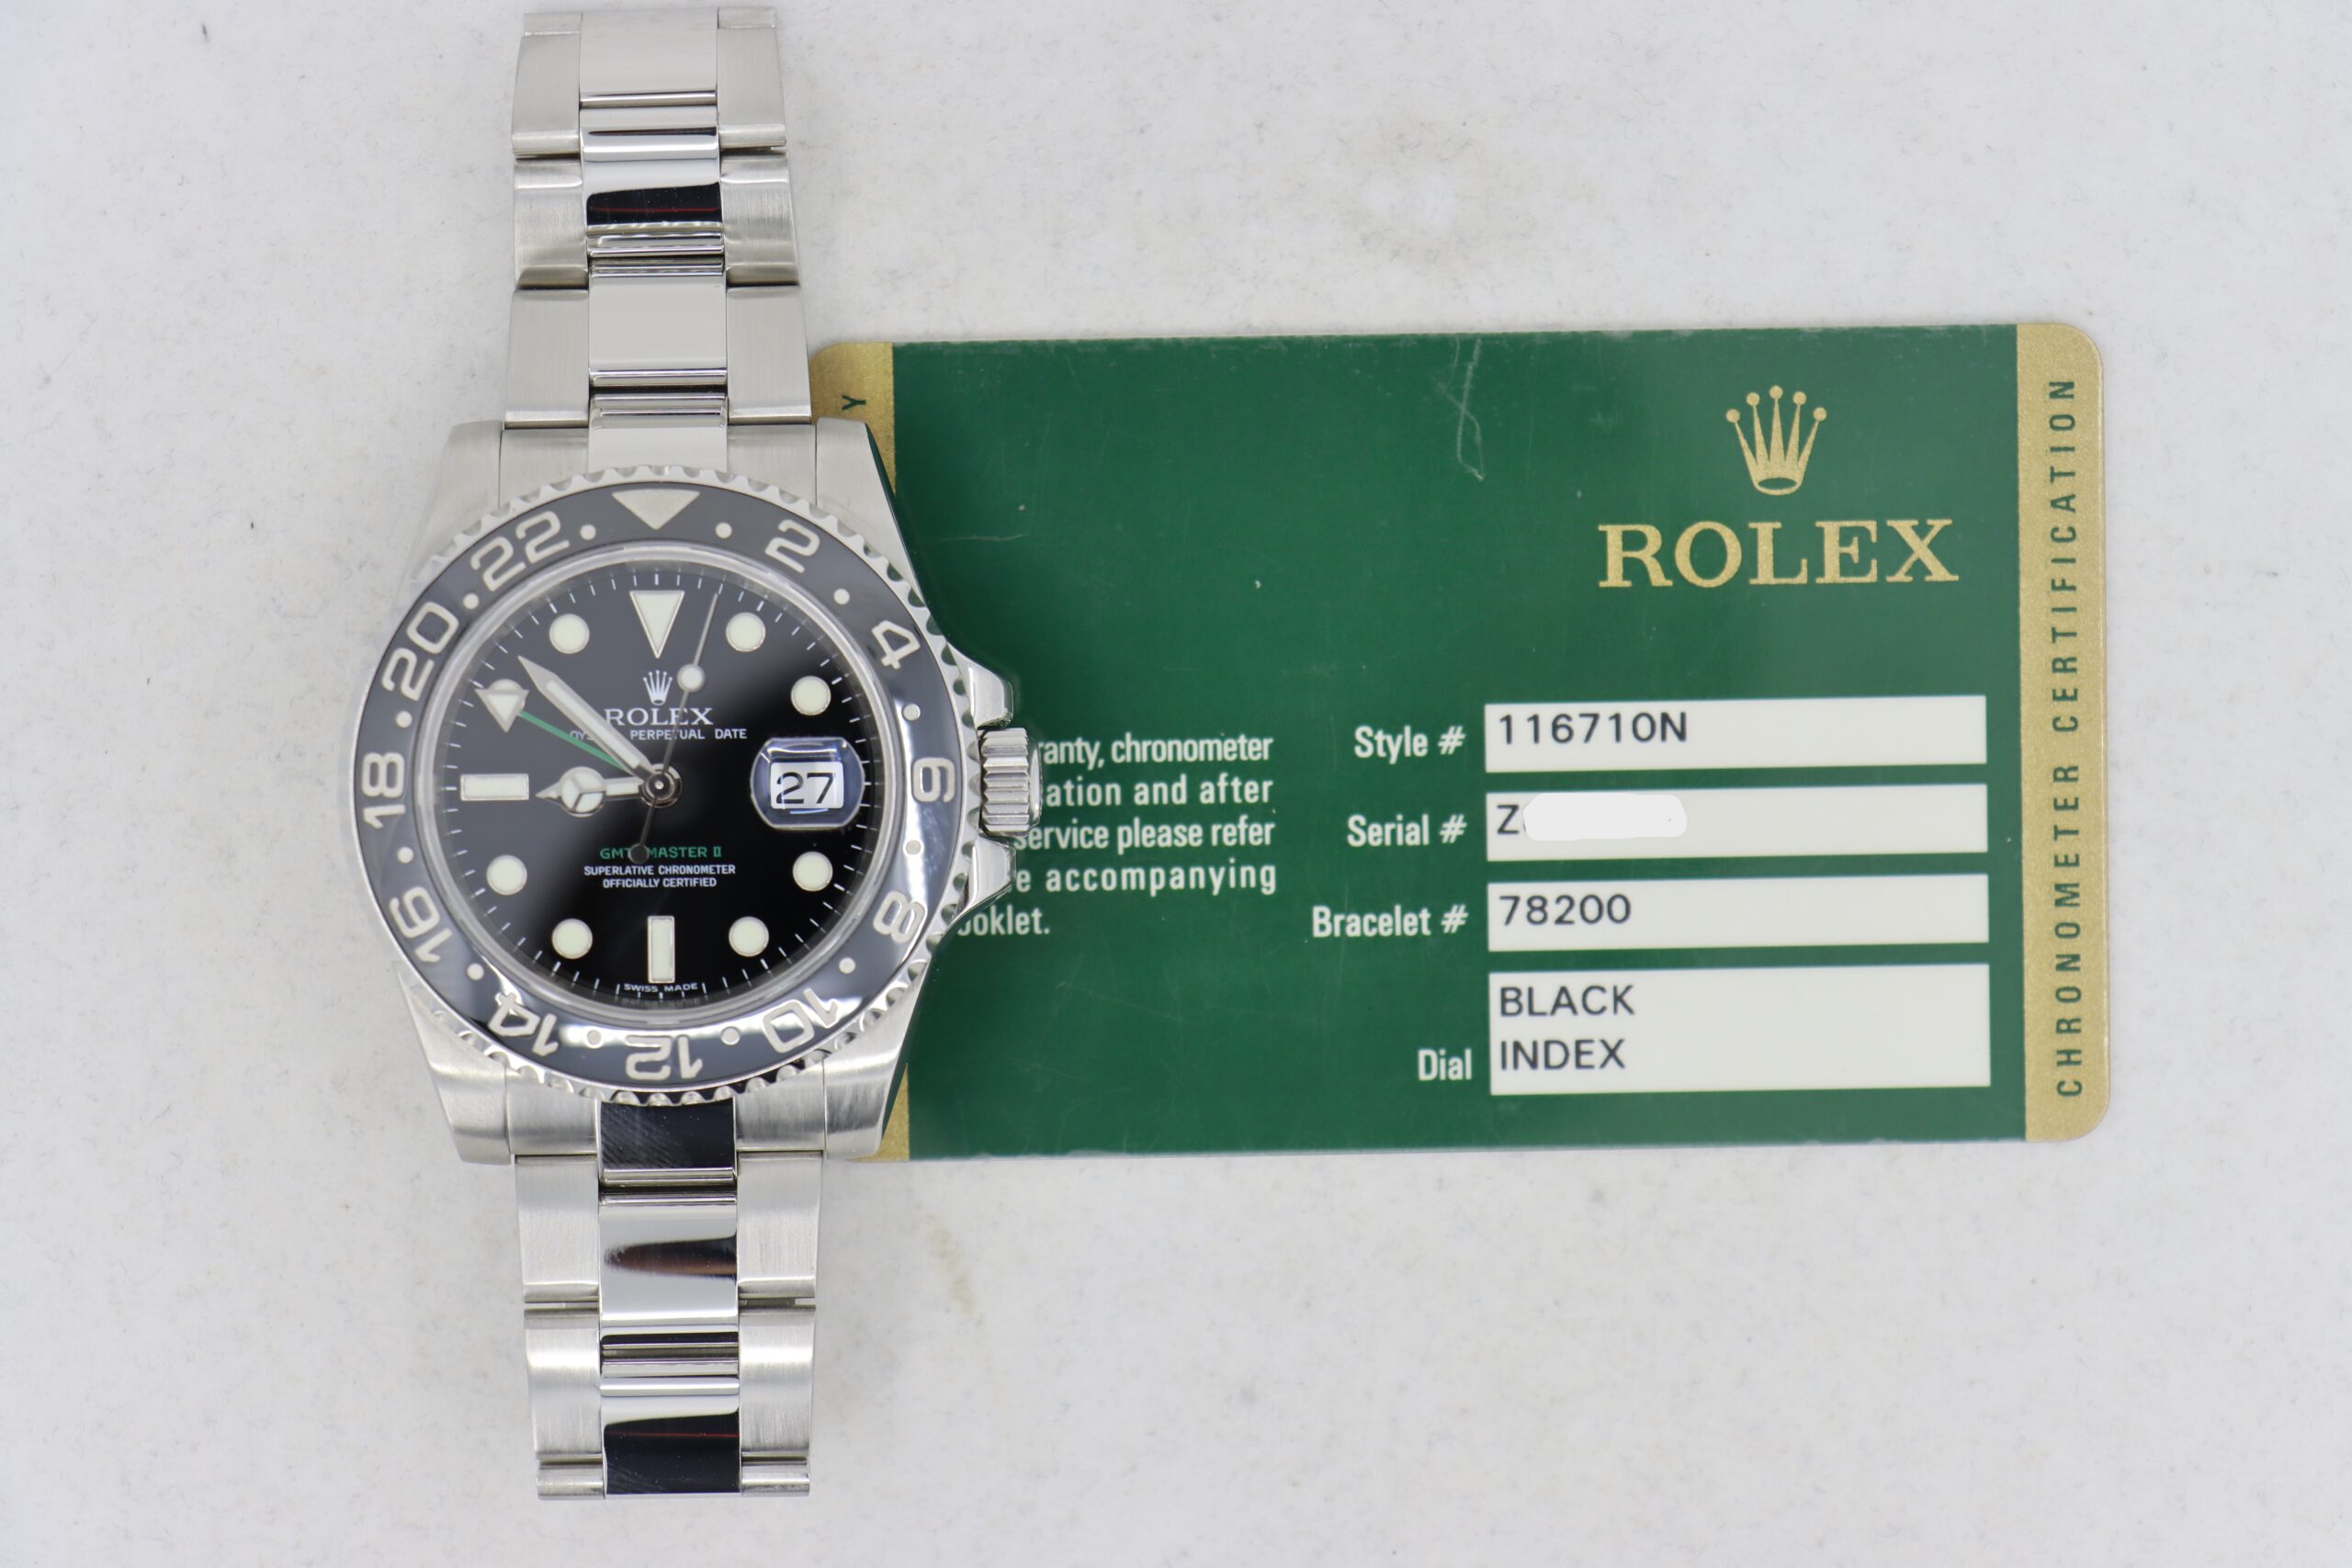 22
2
20
4
18
6
16
8
14
12
10
ROLEX
PERPETUAL DATE
27
GMT MASTER II
SUPERLATIVE CHRONOMETER
OFFICIALLY CERTIFIED
SWISS MADE
Y
ROLEX
CHRONOMETER CERTIFICATION
ranty, chronometer
ation and after
service please refer
e accompanying
ooklet.
Style # 116710N
Serial # Z
Bracelet # 78200
Dial BLACK
INDEX